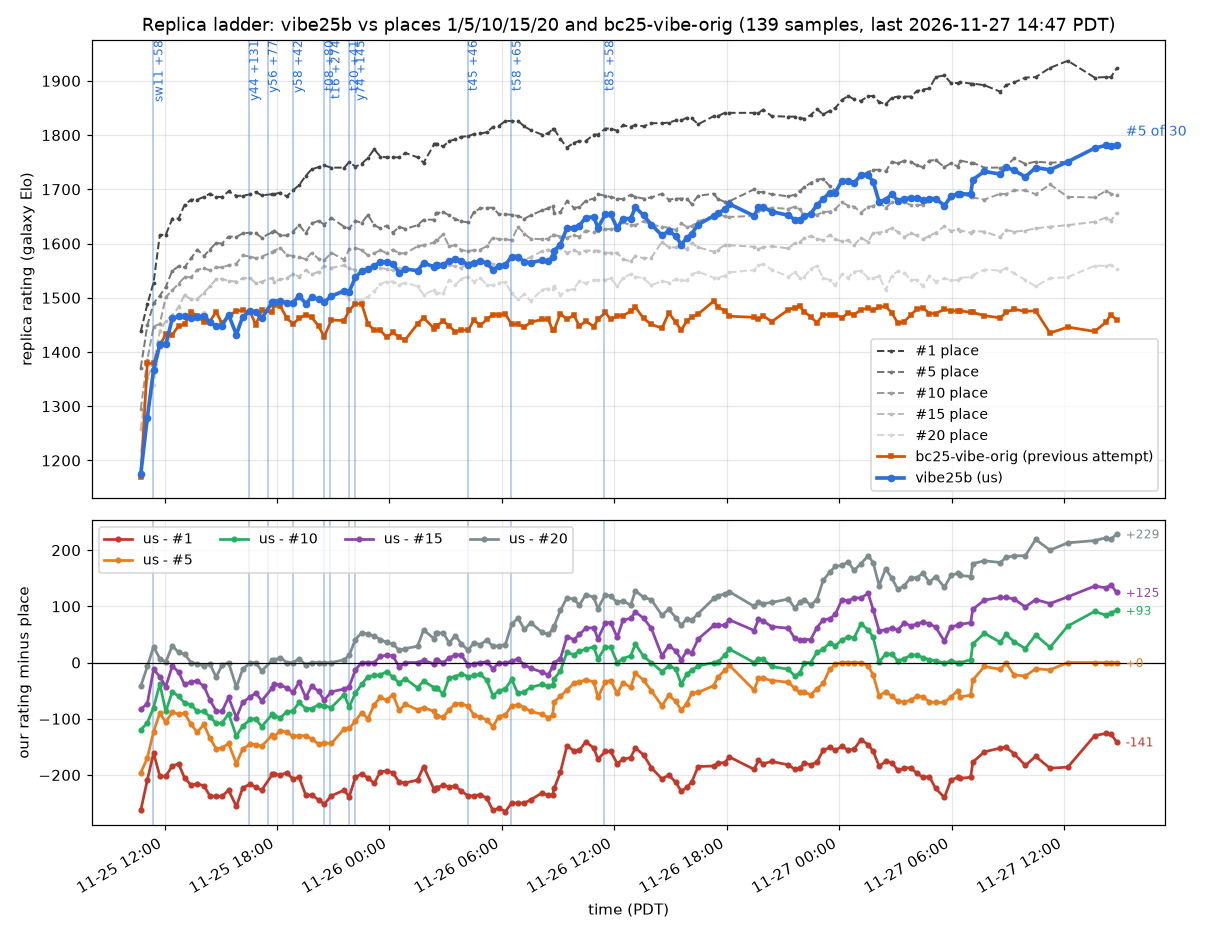 Replica ladder: vibe25b vs places 1/5/10/15/20 and bc25-vibe-orig (139 samples, last 2026-11-27 14:47 PDT)
replica rating (galaxy Elo)
1900
1800
1700
1600
1500
1400
1300
1200
sw11 +58
y44 +131
y56 +77
y58 +42
t16 +274
y74 +145
t45 +46
t58 +65
t85 +58
#5 of 30
#1 place
#5 place
#10 place
#15 place
#20 place
bc25-vibe-orig (previous attempt)
vibe25b (us)
our rating minus place
200
100
0
−100
−200
us - #1
us - #5
us - #10
us - #15
us - #20
+229
+125
+93
+0
-141
11-25 12:00
11-25 18:00
11-26 00:00
11-26 06:00
11-26 12:00
11-26 18:00
11-27 00:00
11-27 06:00
11-27 12:00
time (PDT)